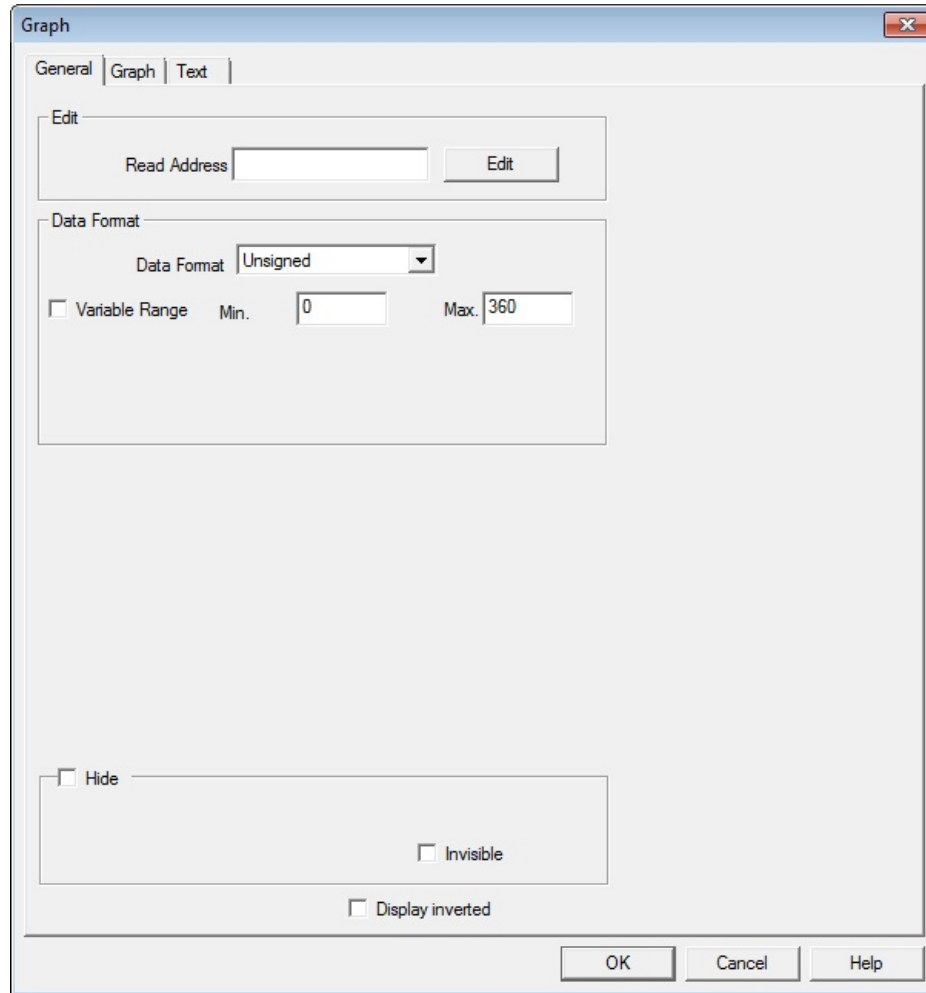 Graph
General Graph Text
Edit
Read Address Edit
Data Format
Data Format Unsigned
Variable Range Min. 0 Max. 360
Hide
Invisible
Display inverted
OK Cancel Help